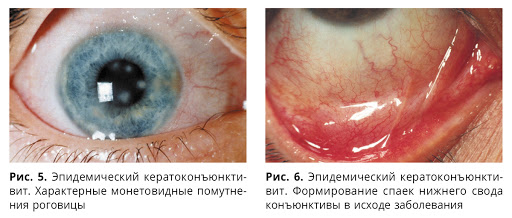 Рис. 5. Эпидемический кератоконъюнкти-
вит. Характерные монетовидные помутне-
ния роговицы
Рис. 6. Эпидемический кератоконъюнкти-
вит. Формирование спаек нижнего свода
конъюнктивы в исходе заболевания